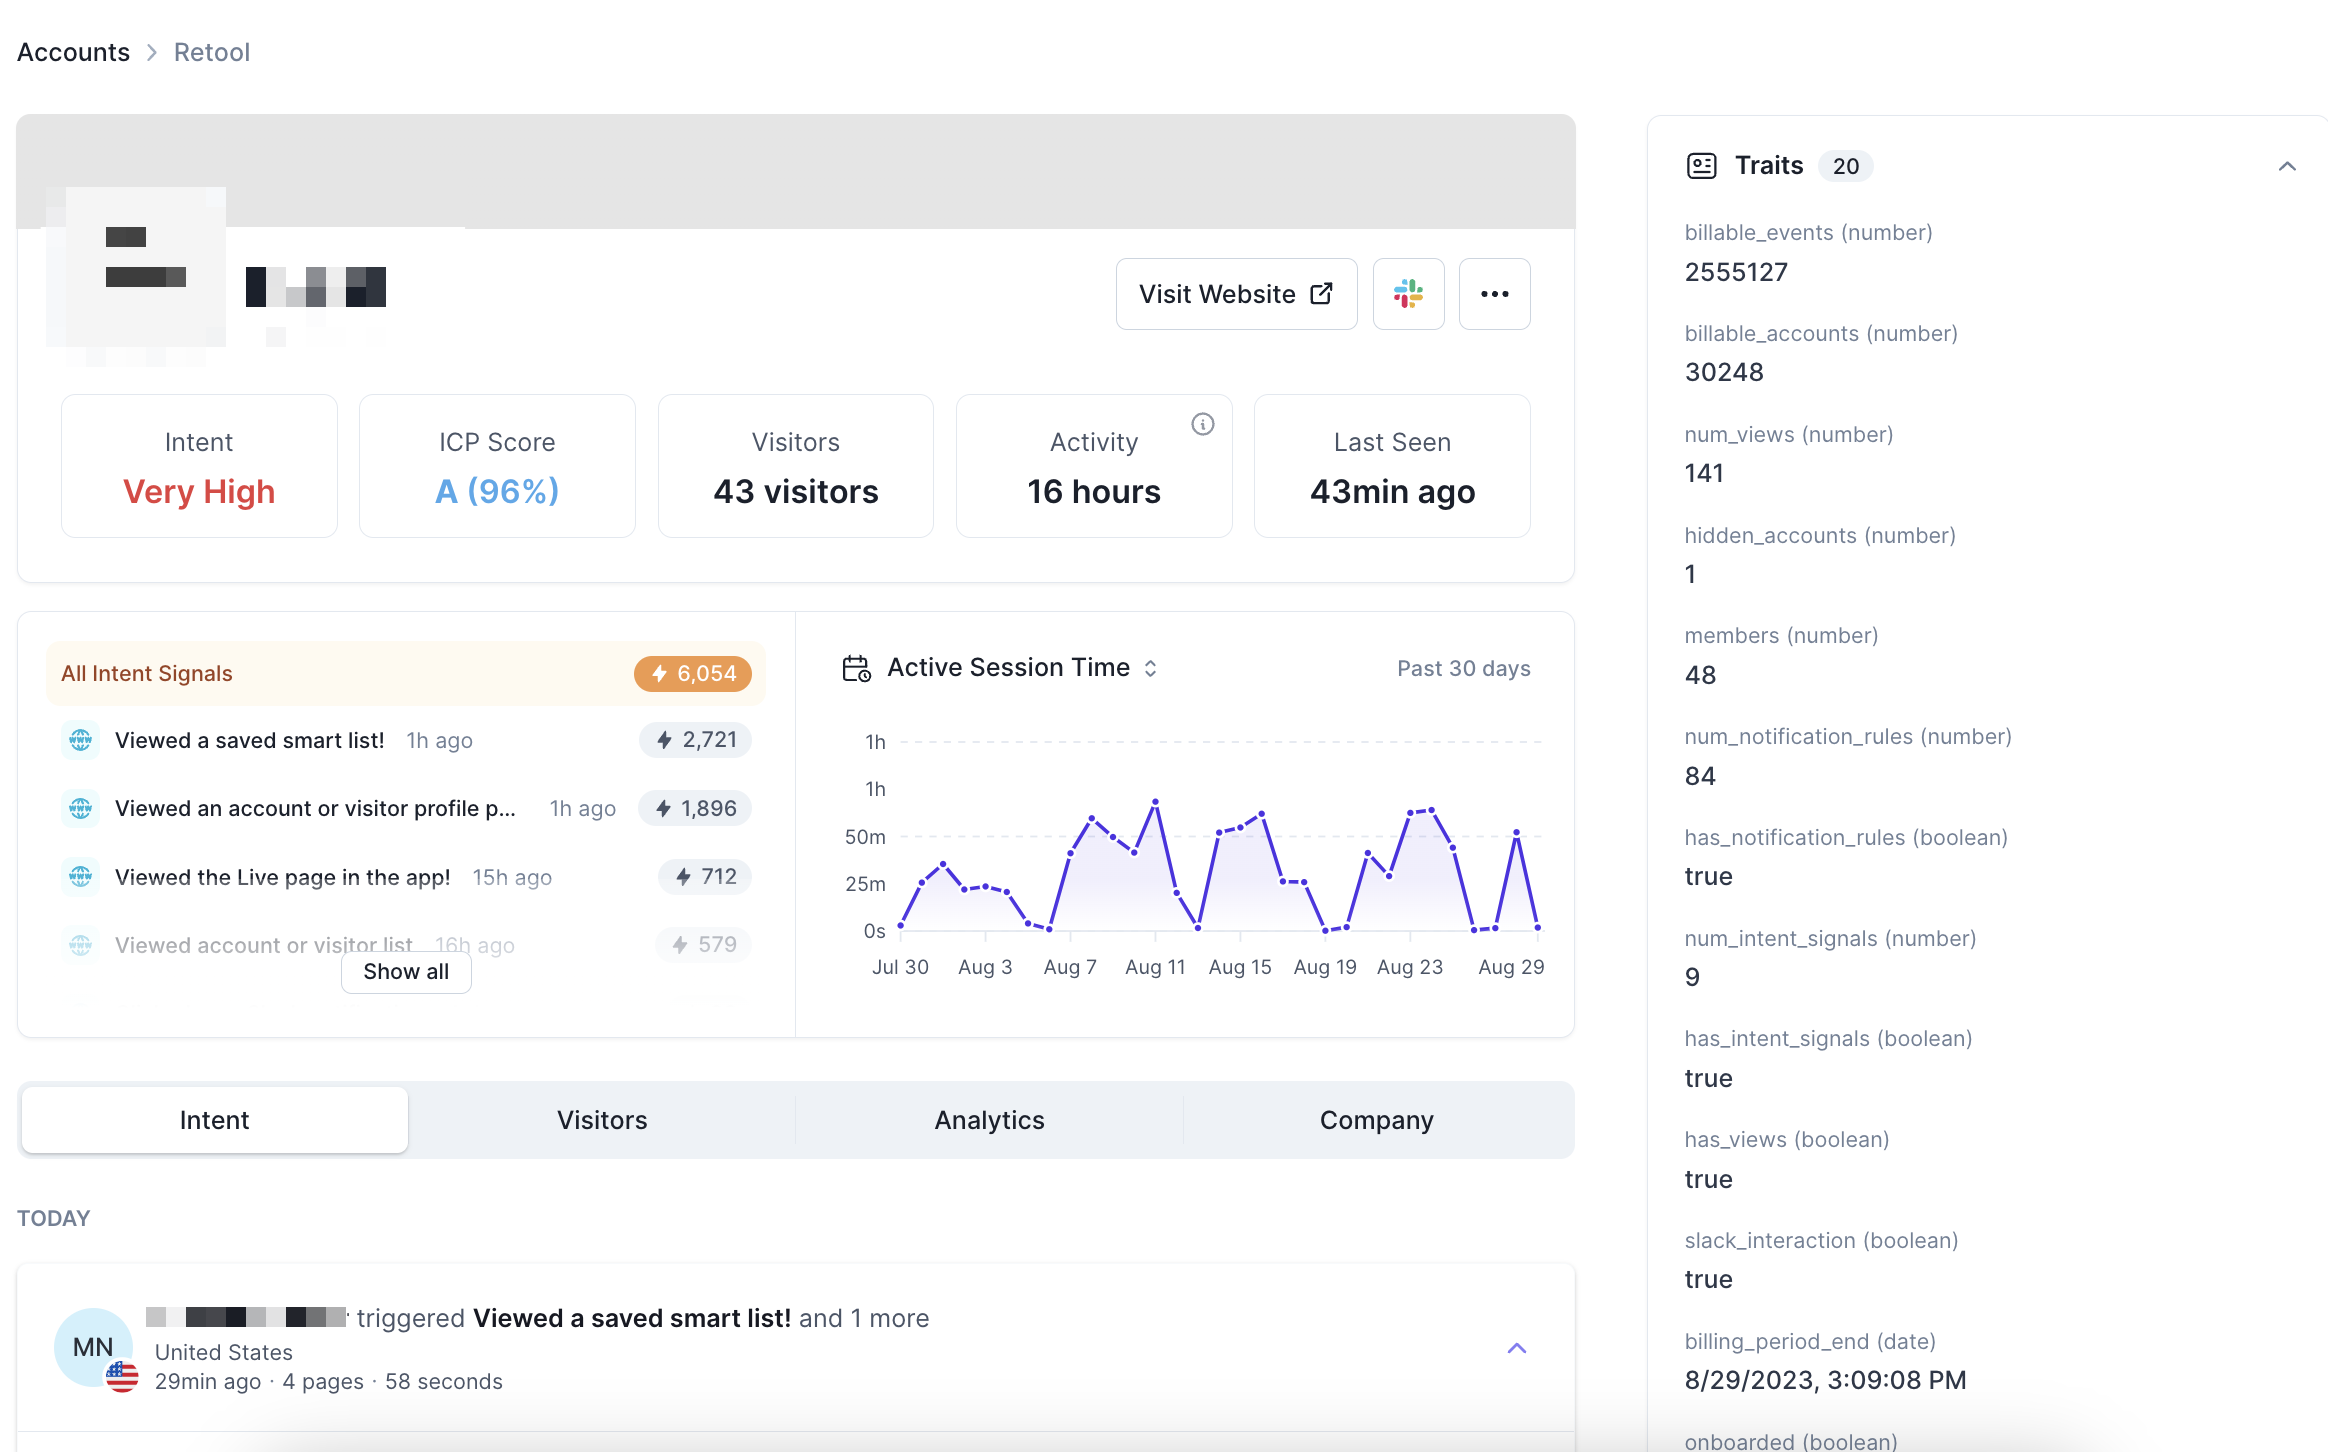 Accounts > Retool
Visit Website
Intent
Very High
ICP Score
A (96%)
Visitors
43 visitors
Activity
16 hours
Last Seen
43min ago
All Intent Signals 6,054
Viewed a saved smart list! 1h ago 2,721
Viewed an account or visitor profile p... 1h ago 1,896
Viewed the Live page in the app! 15h ago 712
Viewed account or visitor list 16h ago 579
Show all
Active Session Time Past 30 days
1h
1h
50m
25m
0s
Jul 30 Aug 3 Aug 7 Aug 11 Aug 15 Aug 19 Aug 23 Aug 29
Intent Visitors Analytics Company
TODAY
MN
triggered Viewed a saved smart list! and 1 more
United States
29min ago · 4 pages · 58 seconds
Traits 20
billable_events (number)
2555127
billable_accounts (number)
30248
num_views (number)
141
hidden_accounts (number)
1
members (number)
48
num_notification_rules (number)
84
has_notification_rules (boolean)
true
num_intent_signals (number)
9
has_intent_signals (boolean)
true
has_views (boolean)
true
slack_interaction (boolean)
true
billing_period_end (date)
8/29/2023, 3:09:08 PM
onboarded (boolean)